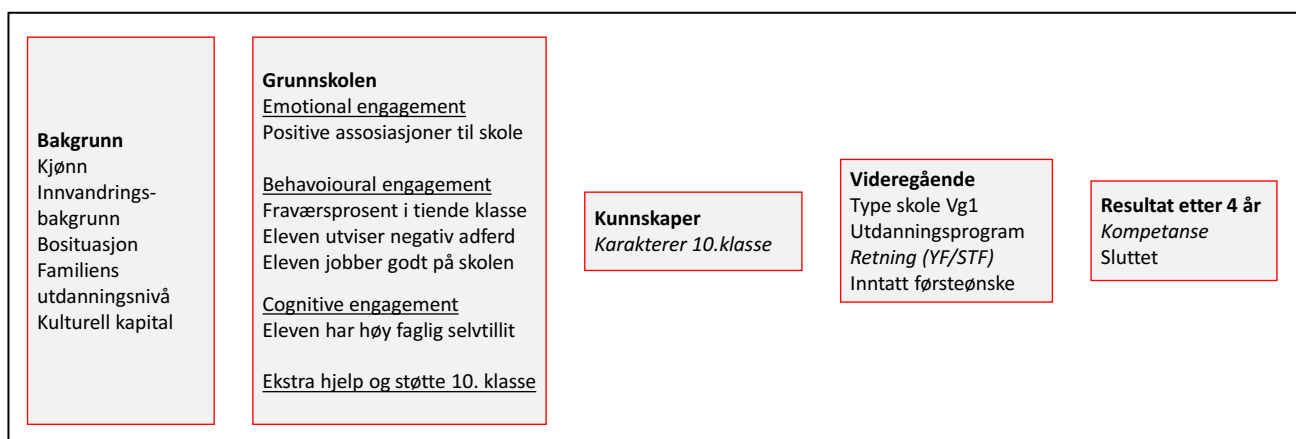 Bakgrunn
Kjønn
Innvandrings-
bakgrunn
Bosituasjon
Familiens
utdanningsnivå
Kulturell kapital
Grunnskolen
Emotional engagement
Positive assosiasjoner til skole
Behavoioural engagement
Fraværsprosent i tiende klasse
Eleven utviser negativ adferd
Eleven jobber godt på skolen
Cognitive engagement
Eleven har høy faglig selvtillit
Ekstra hjelp og støtte 10. klasse
Kunnskaper
Karakterer 10.klasse
Videregående
Type skole Vg1
Utdanningsprogram
Retning (YF/STF)
Inntatt førsteønske
Resultat etter 4 år
Kompetanse
Sluttet